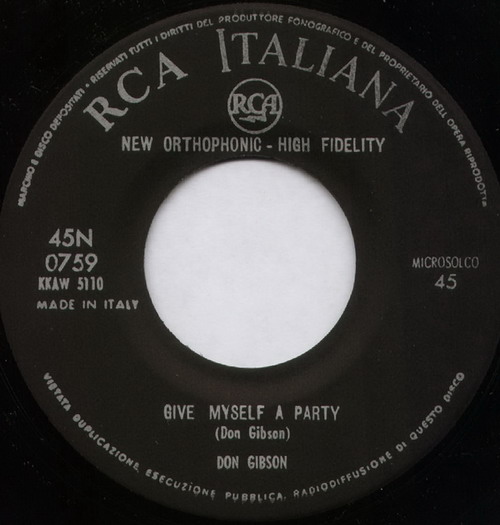 MARCHIO E DISCO DEPOSITATI • RISERVATI TUTTI I DIRITTI DEL PRODUTTORE FONOGRAFICO E DEL PROPRIETARIO DELL'OPERA RIPRODOTTA
RCA ITALIANA
RCA
NEW ORTHOPHONIC - HIGH FIDELITY
45N
0759
KKAW 5110
MADE IN ITALY
MICROSOLCO
45
GIVE MYSELF A PARTY
(Don Gibson)
DON GIBSON
VIETATA DUPLICAZIONE, ESECUZIONE PUBBLICA, RADIODIFFUSIONE DI QUESTO DISCO